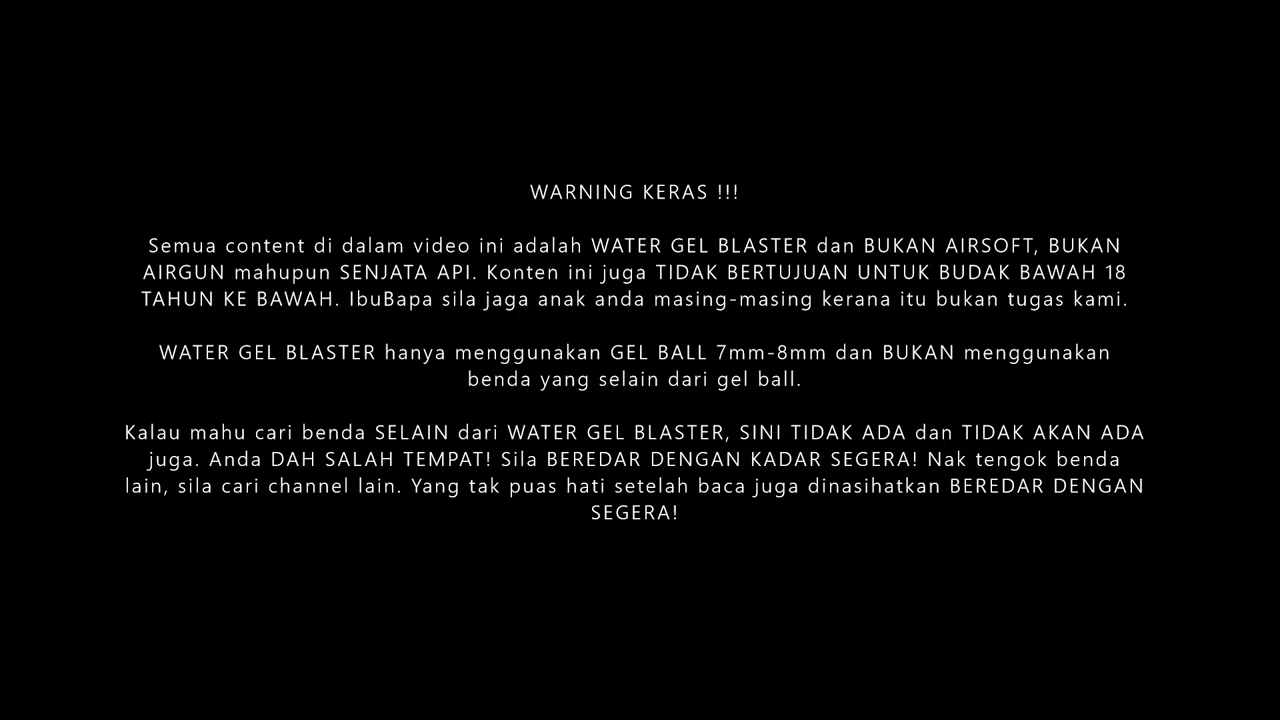 WARNING KERAS !!!
Semua content di dalam video ini adalah WATER GEL BLASTER dan BUKAN AIRSOFT, BUKAN
AIRGUN mahupun SENJATA API. Konten ini juga TIDAK BERTUJUAN UNTUK BUDAK BAWAH 18
TAHUN KE BAWAH. IbuBapa sila jaga anak anda masing-masing kerana itu bukan tugas kami.
WATER GEL BLASTER hanya menggunakan GEL BALL 7mm-8mm dan BUKAN menggunakan
benda yang selain dari gel ball.
Kalau mahu cari benda SELAIN dari WATER GEL BLASTER, SINI TIDAK ADA dan TIDAK AKAN ADA
juga. Anda DAH SALAH TEMPAT! Sila BEREDAR DENGAN KADAR SEGERA! Nak tengok benda
lain, sila cari channel lain. Yang tak puas hati setelah baca juga dinasihatkan BEREDAR DENGAN
SEGERA!